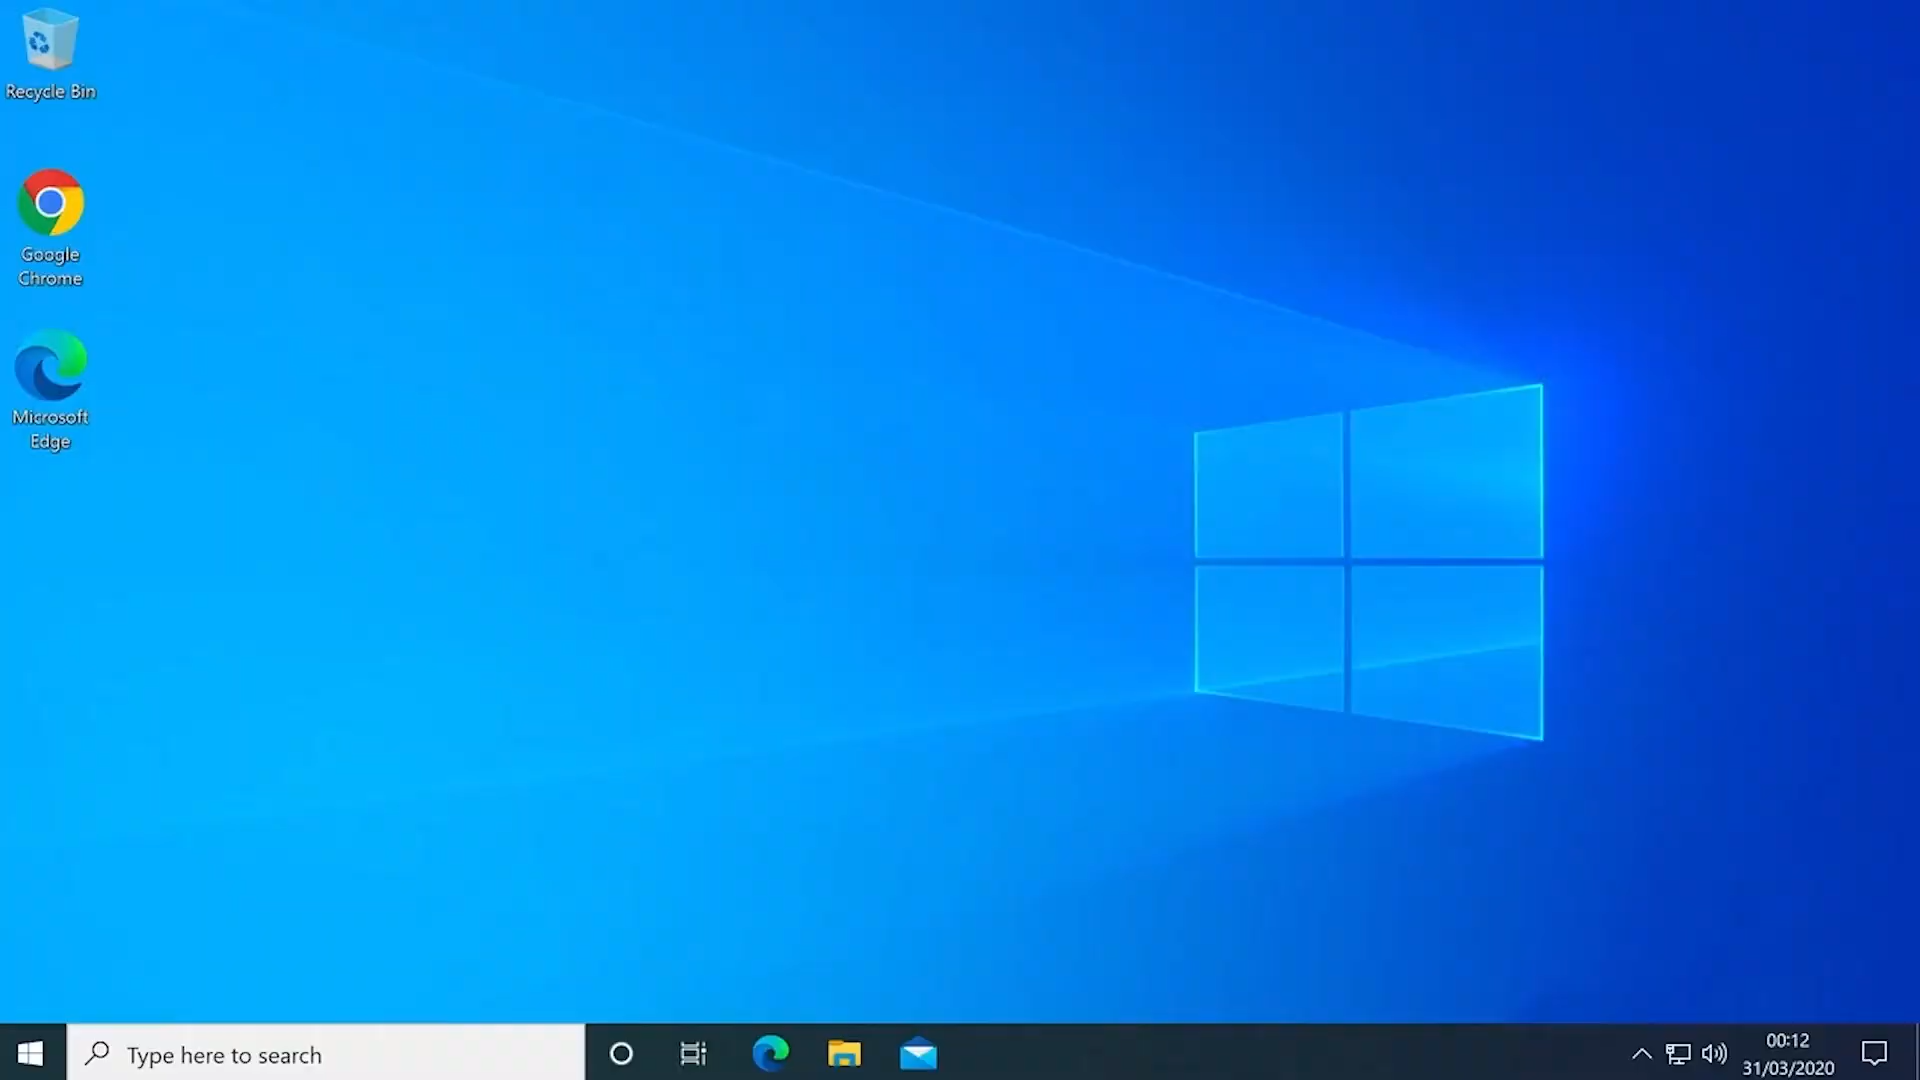 Recycle Bin
Google
Chrome
Microsoft
Edge
Type here to search
00:12
31/03/2020